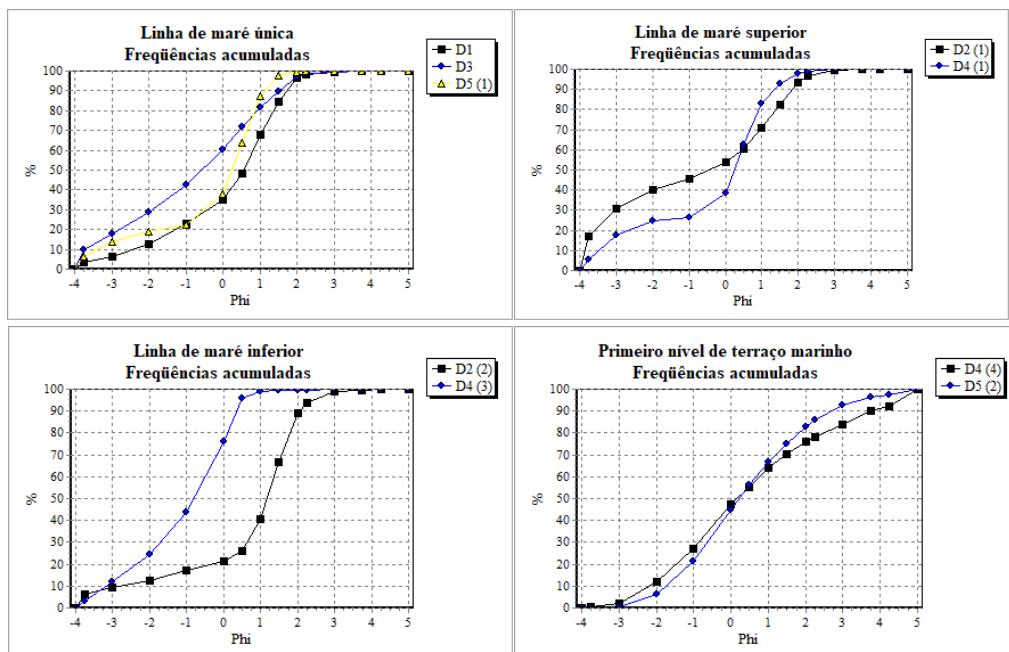 Linha de maré única
Freqüências acumuladas
D1
D3
D5 (1)
100
90
80
70
60
50
40
30
20
10
0
%
-4 -3 -2 -1 0 1 2 3 4 5
Phi
Linha de maré superior
Freqüências acumuladas
D2 (1)
D4 (1)
100
90
80
70
60
50
40
30
20
10
0
%
-4 -3 -2 -1 0 1 2 3 4 5
Phi
Linha de maré inferior
Freqüências acumuladas
D2 (2)
D4 (3)
100
90
80
70
60
50
40
30
20
10
0
%
-4 -3 -2 -1 0 1 2 3 4 5
Phi
Primeiro nível de terraço marinho
Freqüências acumuladas
D4 (4)
D5 (2)
100
90
80
70
60
50
40
30
20
10
0
%
-4 -3 -2 -1 0 1 2 3 4 5
Phi